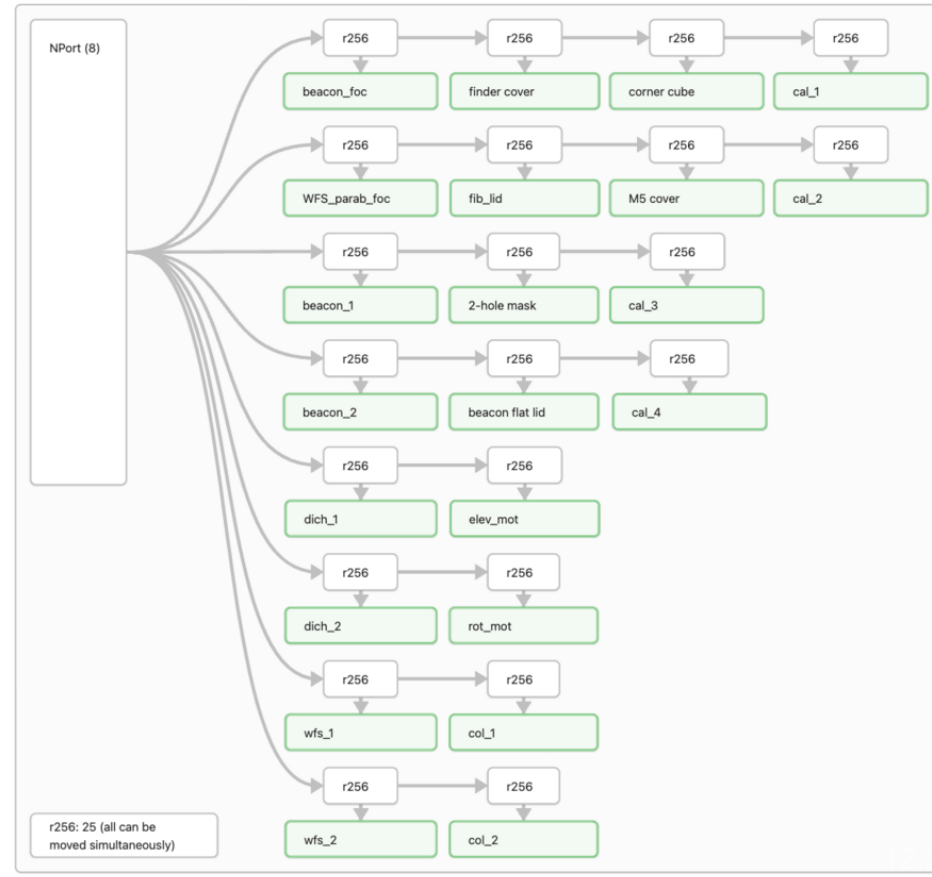 NPort (8)
r256 r256 r256 r256
beacon_foc finder cover corner cube cal_1
r256 r256 r256 r256
WFS_parab_foc fib_lid M5 cover cal_2
r256 r256 r256
beacon_1 2-hole mask cal_3
r256 r256 r256
beacon_2 beacon flat lid cal_4
r256 r256
dich_1 elev_mot
r256 r256
dich_2 rot_mot
r256 r256
wfs_1 col_1
r256 r256
wfs_2 col_2
r256: 25 (all can be
moved simultaneously)